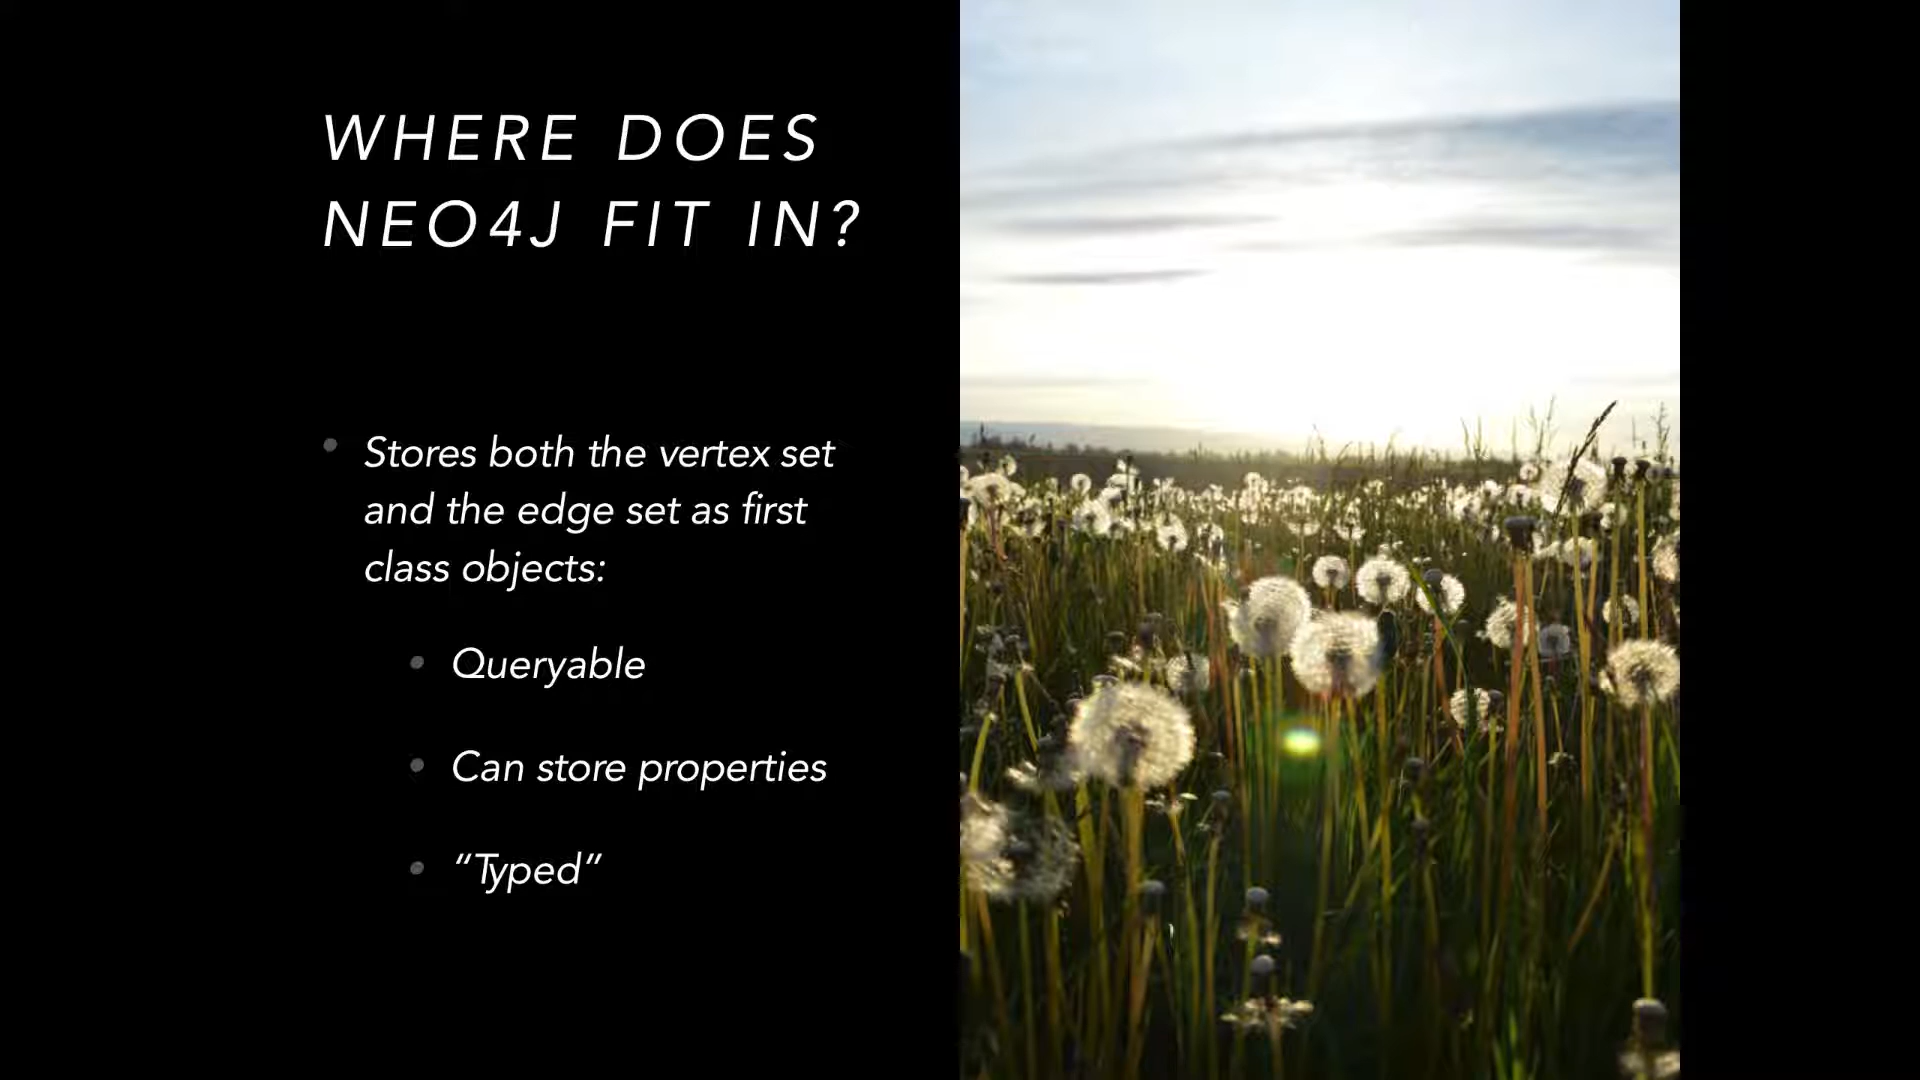 WHERE DOES
NEO4J FIT IN?
• Stores both the vertex set
and the edge set as first
class objects:
• Queryable
• Can store properties
• “Typed”